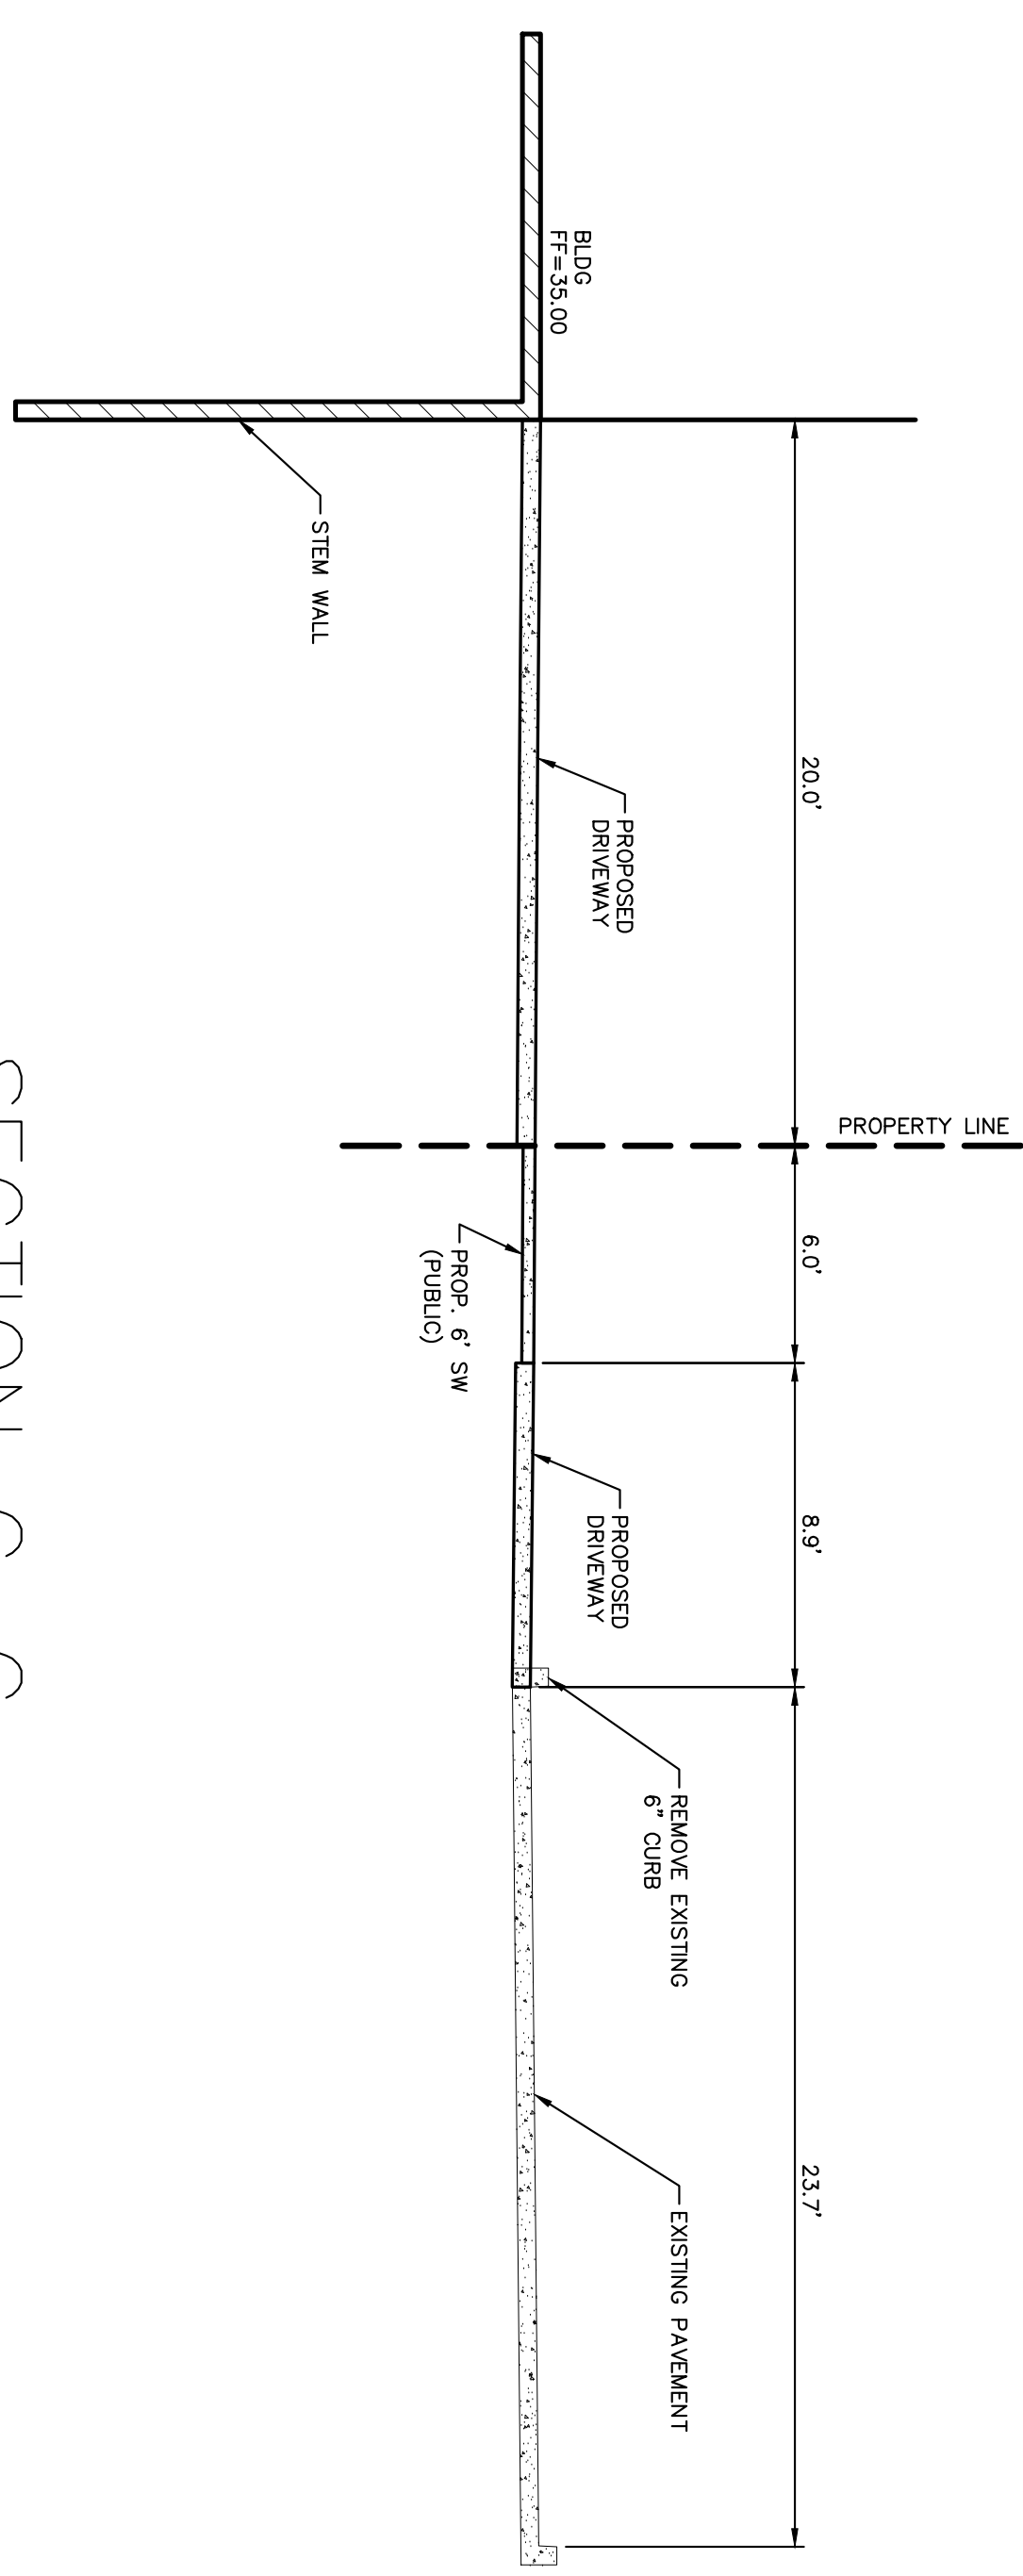 BLDG
FF=35.00
STEM WALL
20.0'
PROPOSED
DRIVEWAY
PROPERTY LINE
6.0'
PROP. 6' SW
(PUBLIC)
8.9'
PROPOSED
DRIVEWAY
REMOVE EXISTING
6" CURB
23.7'
EXISTING PAVEMENT
SECTION